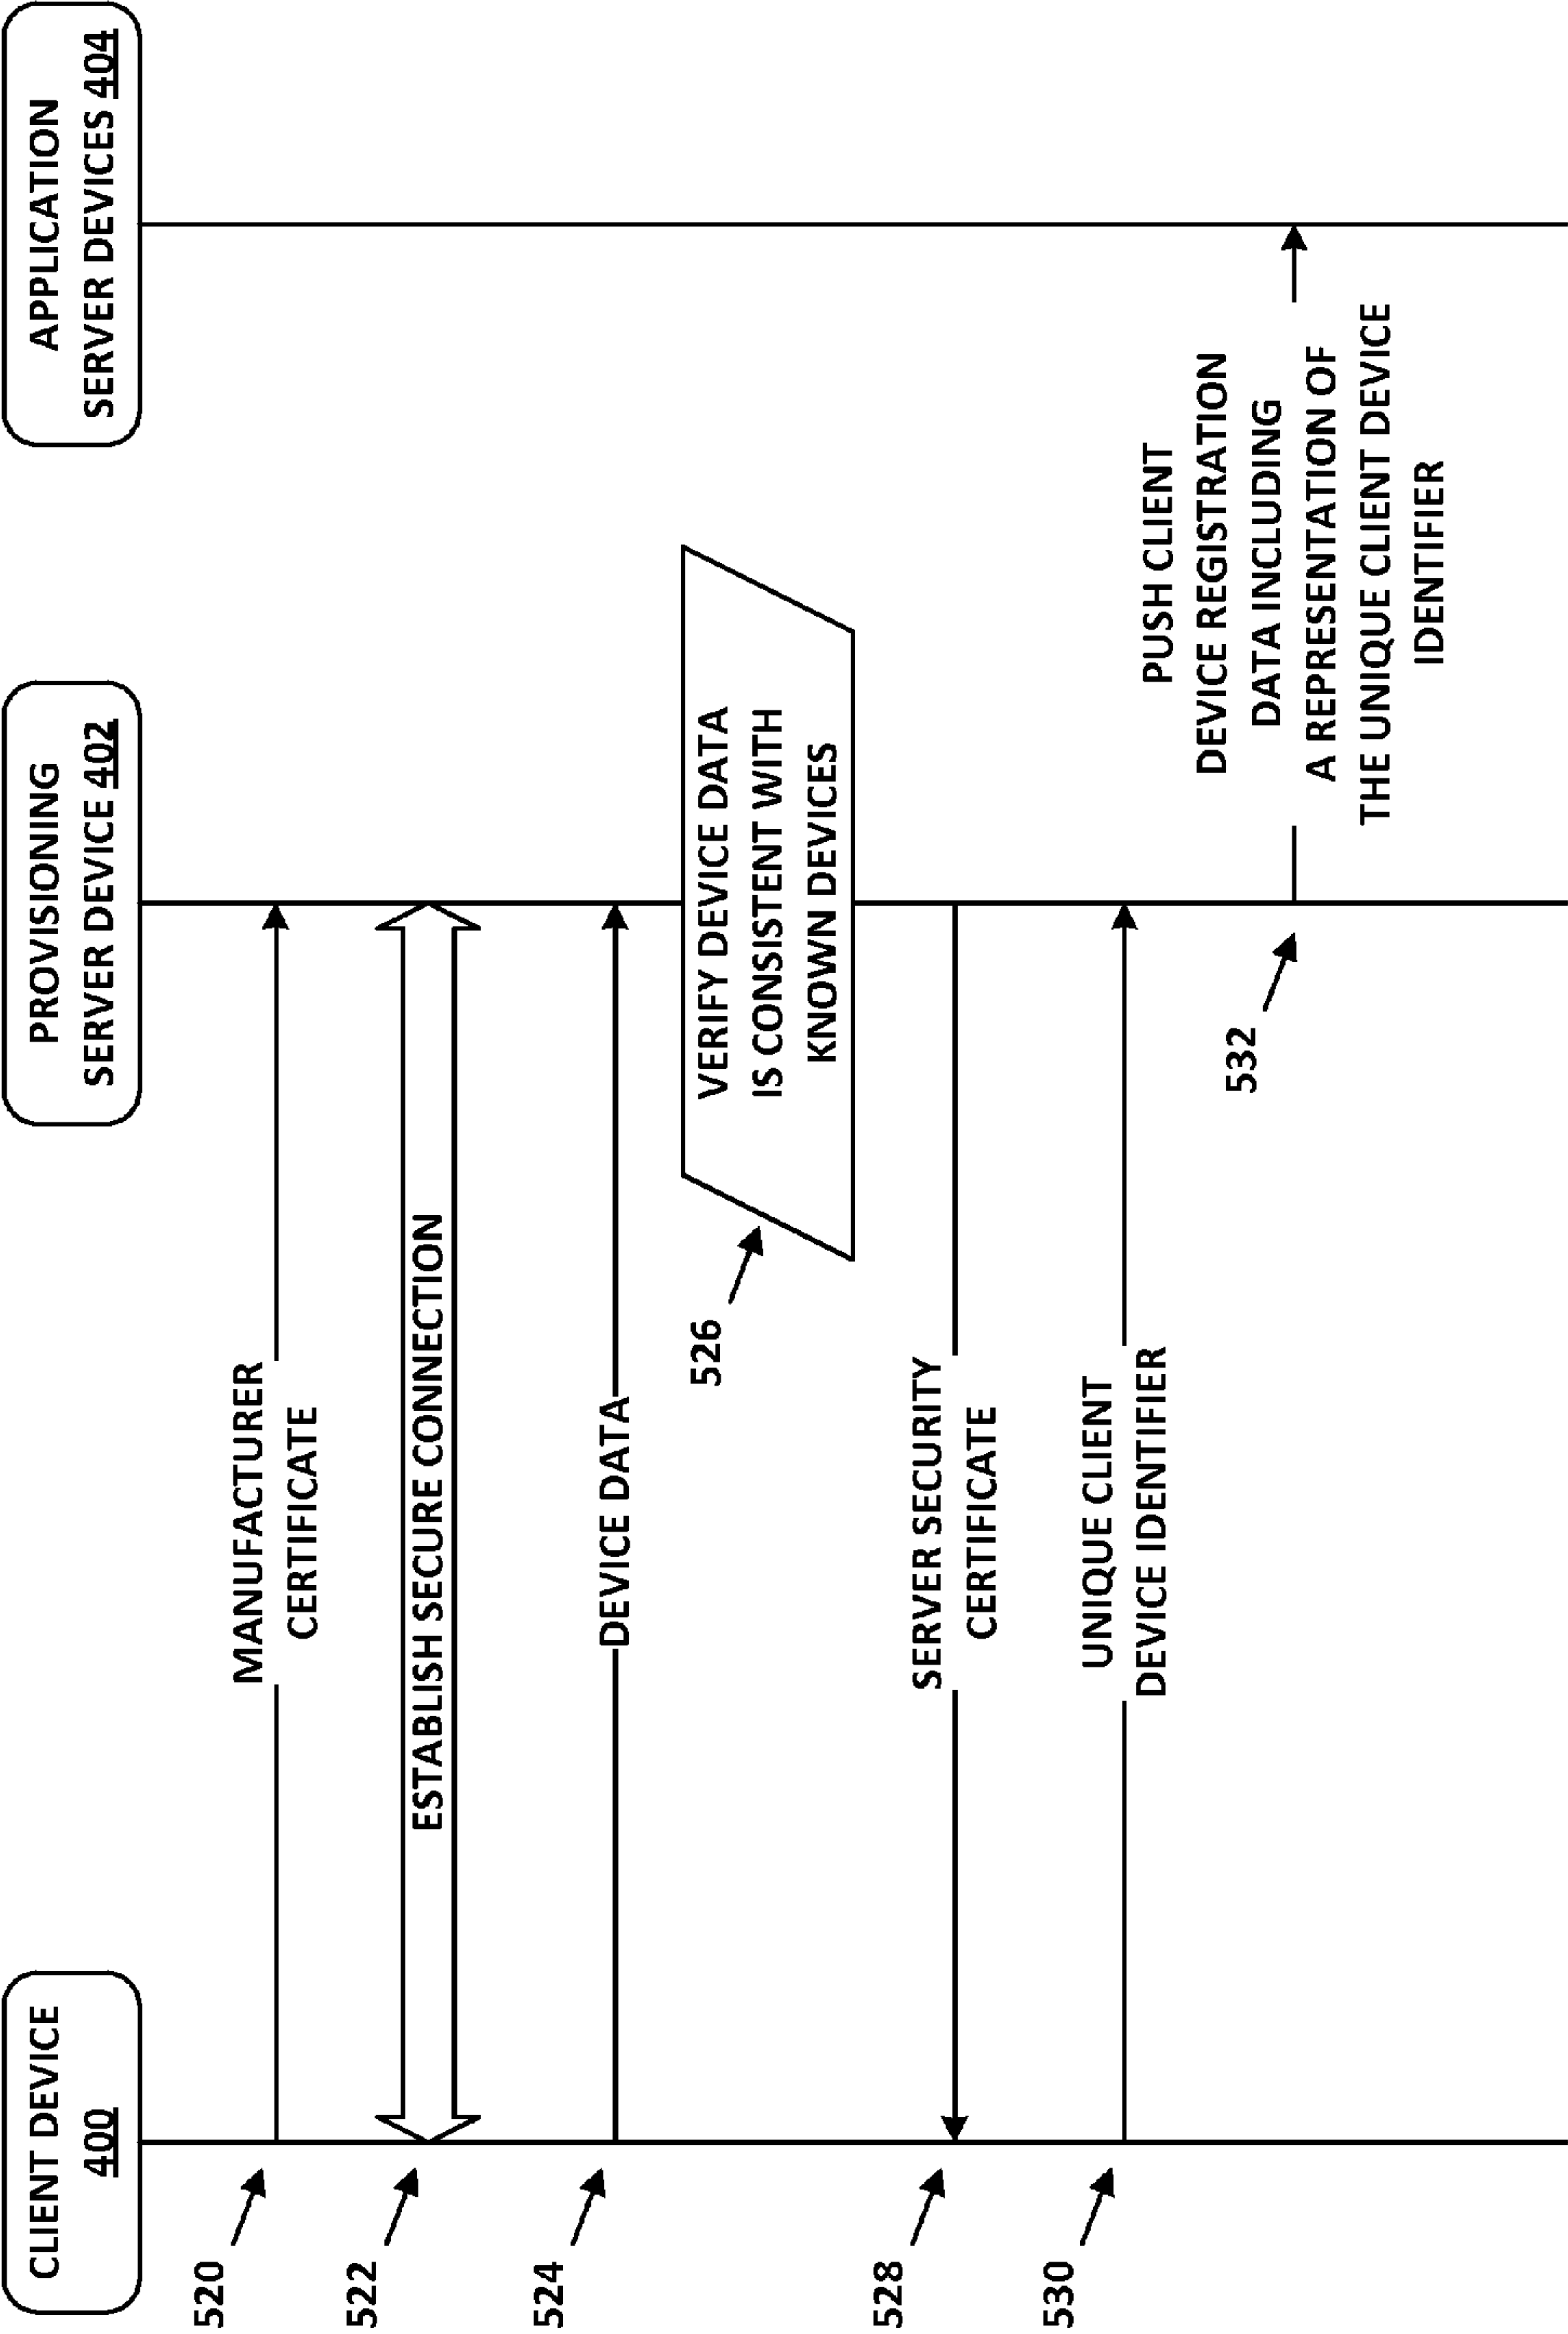 CLIENT DEVICE
400
PROVISIONING
SERVER DEVICE 402
APPLICATION
SERVER DEVICES 404
520
MANUFACTURER
CERTIFICATE
522
ESTABLISH SECURE CONNECTION
524
DEVICE DATA
526
VERIFY DEVICE DATA
IS CONSISTENT WITH
KNOWN DEVICES
528
SERVER SECURITY
CERTIFICATE
530
UNIQUE CLIENT
DEVICE IDENTIFIER
532
PUSH CLIENT
DEVICE REGISTRATION
DATA INCLUDING
A REPRESENTATION OF
THE UNIQUE CLIENT DEVICE
IDENTIFIER